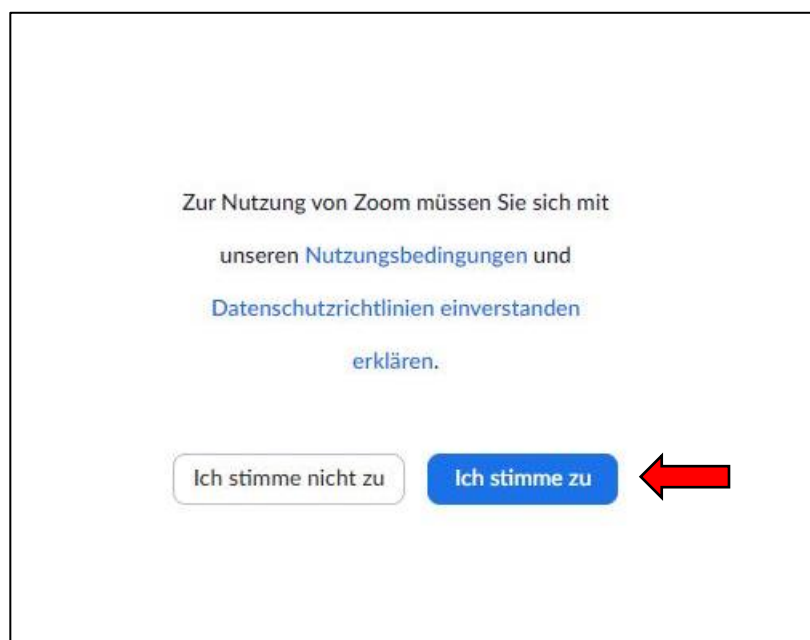 Zur Nutzung von Zoom müssen Sie sich mit
unseren Nutzungsbedingungen und
Datenschutzrichtlinien einverstanden
erklären.
Ich stimme nicht zu
Ich stimme zu